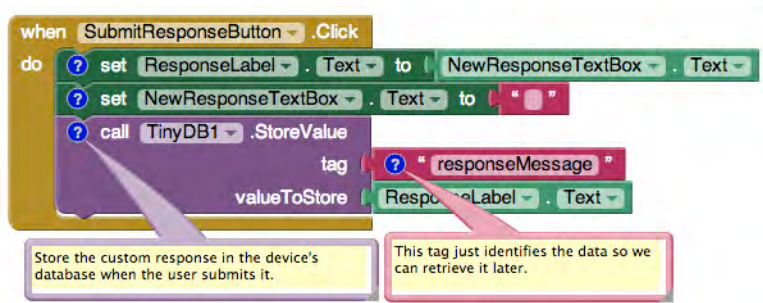 when SubmitResponseButton .Click
do ? set ResponseLabel . Text to NewResponseTextBox . Text
? set NewResponseTextBox . Text to " "
? call TinyDB1 .StoreValue
tag ? " responseMessage "
valueToStore ResponseLabel . Text
Store the custom response in the device's
database when the user submits it.
This tag just identifies the data so we
can retrieve it later.